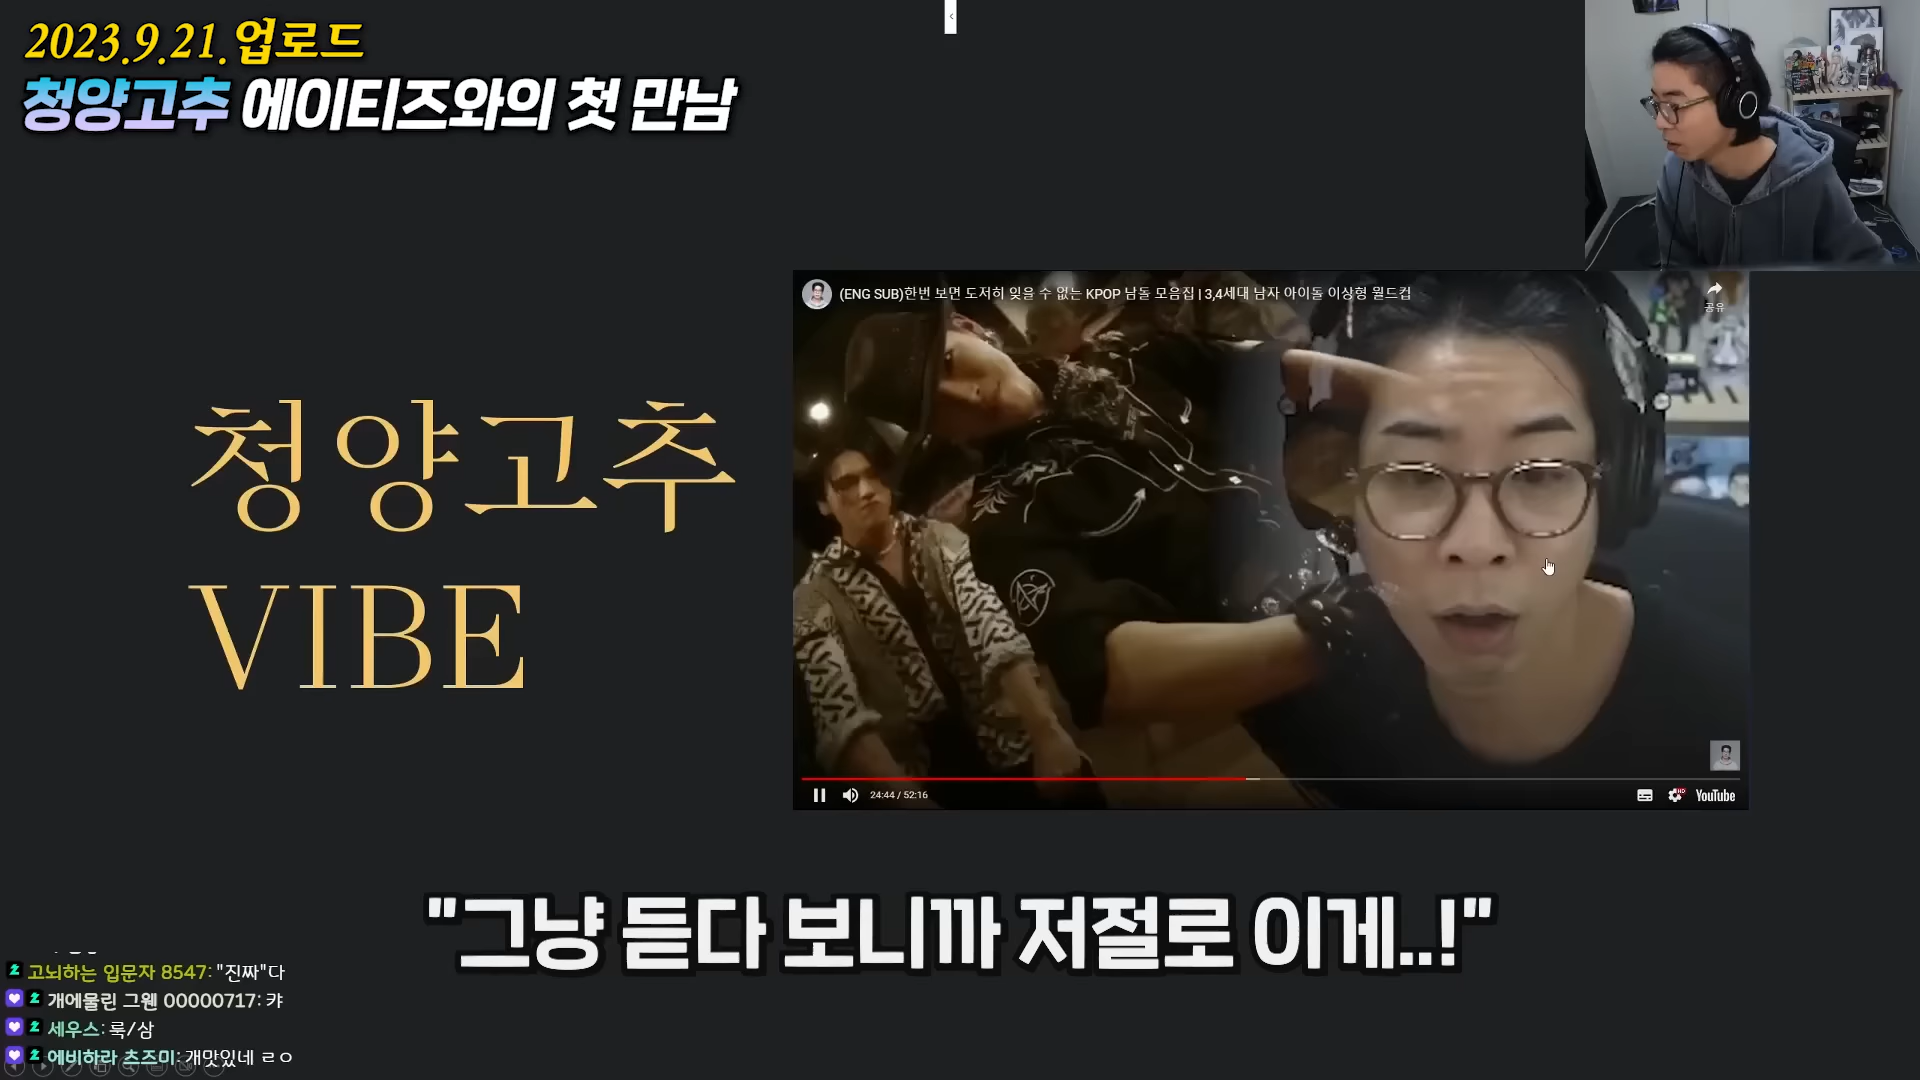 2023.9.21. 업로드
청양고추 에이티즈와의 첫 만남
(ENG SUB)한번 보면 도저히 잊을 수 없는 KPOP 남돌 모음집 | 3,4세대 남자 아이돌 이상형 월드컵
공유
청양고추
VIBE
24:44 / 52:16
HD
YouTube
"그냥 듣다 보니까 저절로 이게..!"
고뇌하는 입문자 8547: "진짜"다
개에물린 그웬 00000717: 캬
세우스: 룩/삼
에비하라 츠즈미: 개맛있네 ㄹㅇ